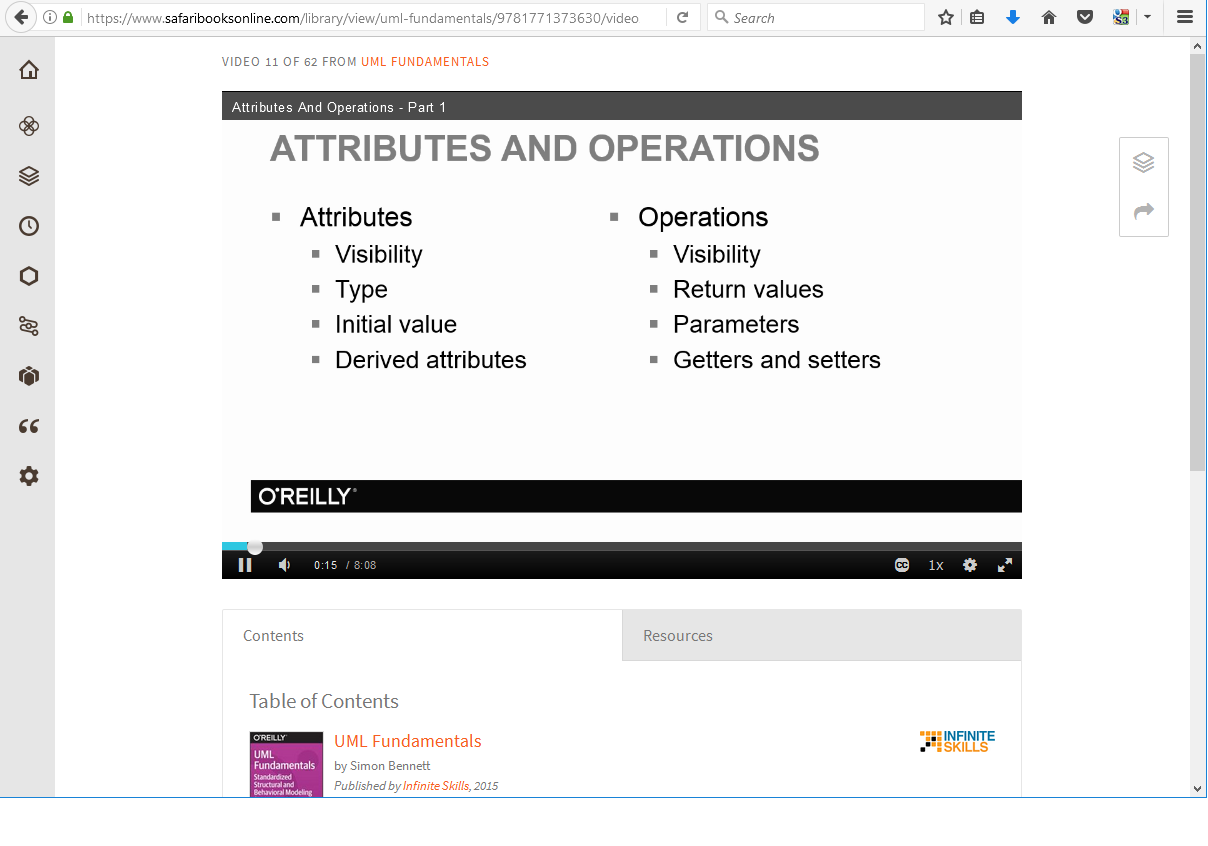 https://www.safaribooksonline.com/library/view/uml-fundamentals/9781771373630/video
Search
VIDEO 11 OF 62 FROM UML FUNDAMENTALS
Attributes And Operations - Part 1
ATTRIBUTES AND OPERATIONS
Attributes
Visibility
Type
Initial value
Derived attributes
Operations
Visibility
Return values
Parameters
Getters and setters
O'REILLY®
0:15 / 8:08
CC
1x
Contents
Resources
Table of Contents
O'REILLY®
UML
Fundamentals
Standardized
Structural and
Behavioral Modeling
UML Fundamentals
by Simon Bennett
Published by Infinite Skills, 2015
INFINITE
SKILLS